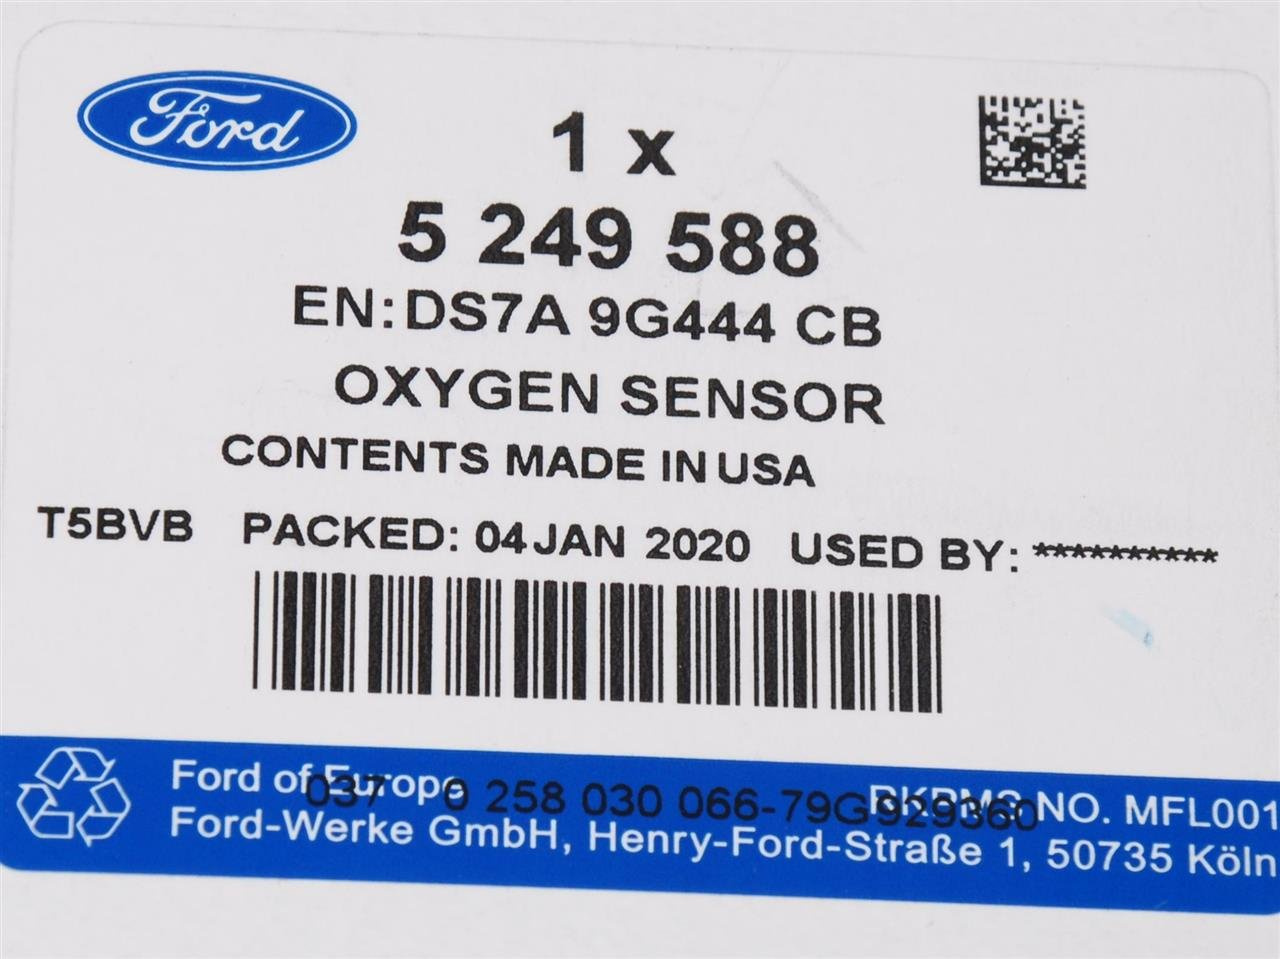 Ford
1 x
5 249 588
EN: DS7A 9G444 CB
OXYGEN SENSOR
CONTENTS MADE IN USA
T5BVB PACKED: 04 JAN 2020 USED BY: **********
Ford of Europe NO. MFL001
037 0 258 030 066-79G929360
Ford-Werke GmbH, Henry-Ford-Straße 1, 50735 Köln